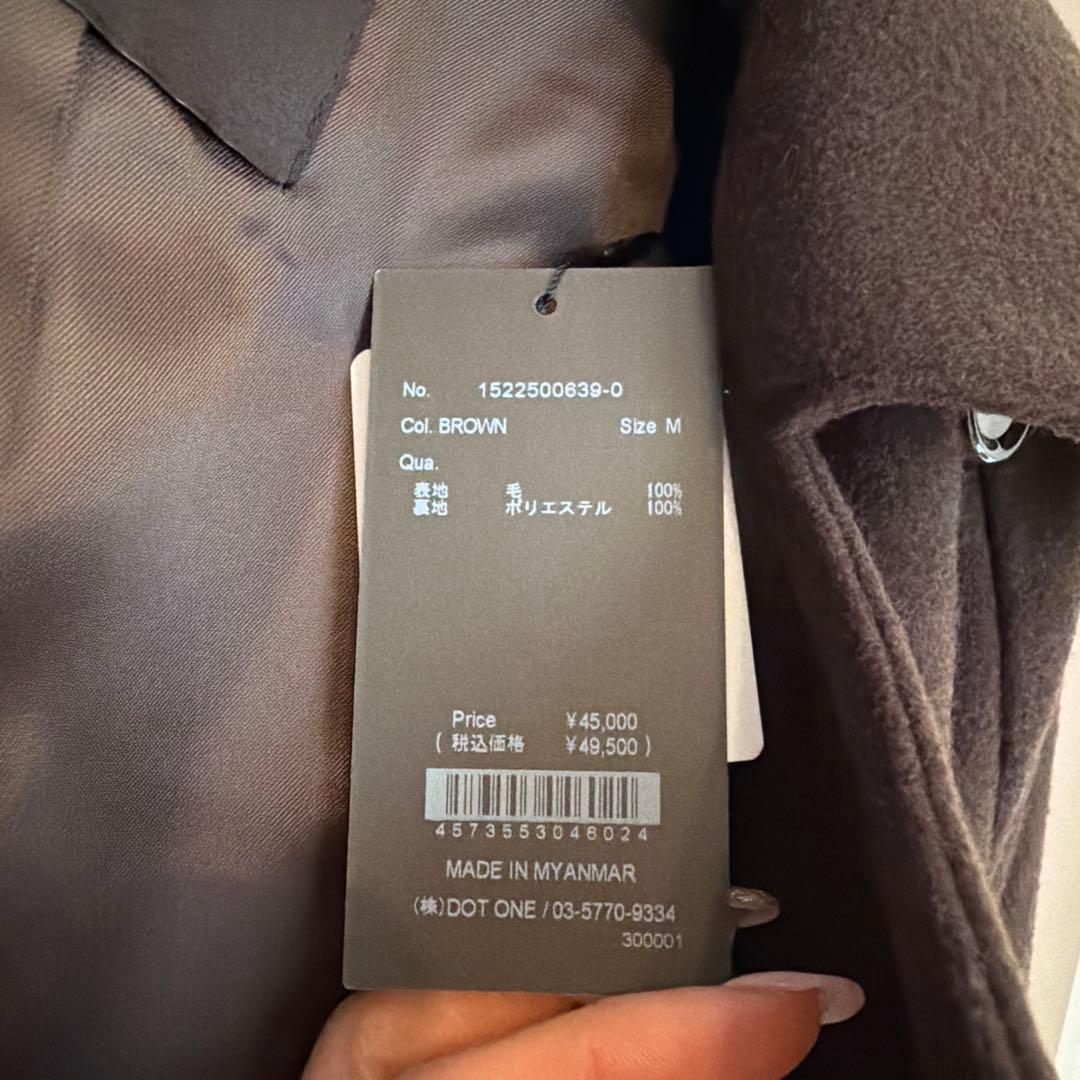 No. 1522500639-0
Col. BROWN Size M
Qua.
表地 毛 100%
裏地 ポリエステル 100%
Price ¥45,000
( 税込価格 ¥49,500 )
4573553046024
MADE IN MYANMAR
(株)DOT ONE / 03-5770-9334
300001